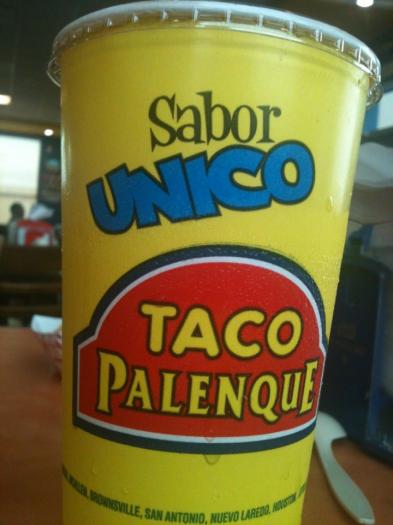 Sabor
UNICO
TACO
PALENQUE
BROWNSVILLE, SAN ANTONIO, NUEVO LAREDO, HOUSTON,